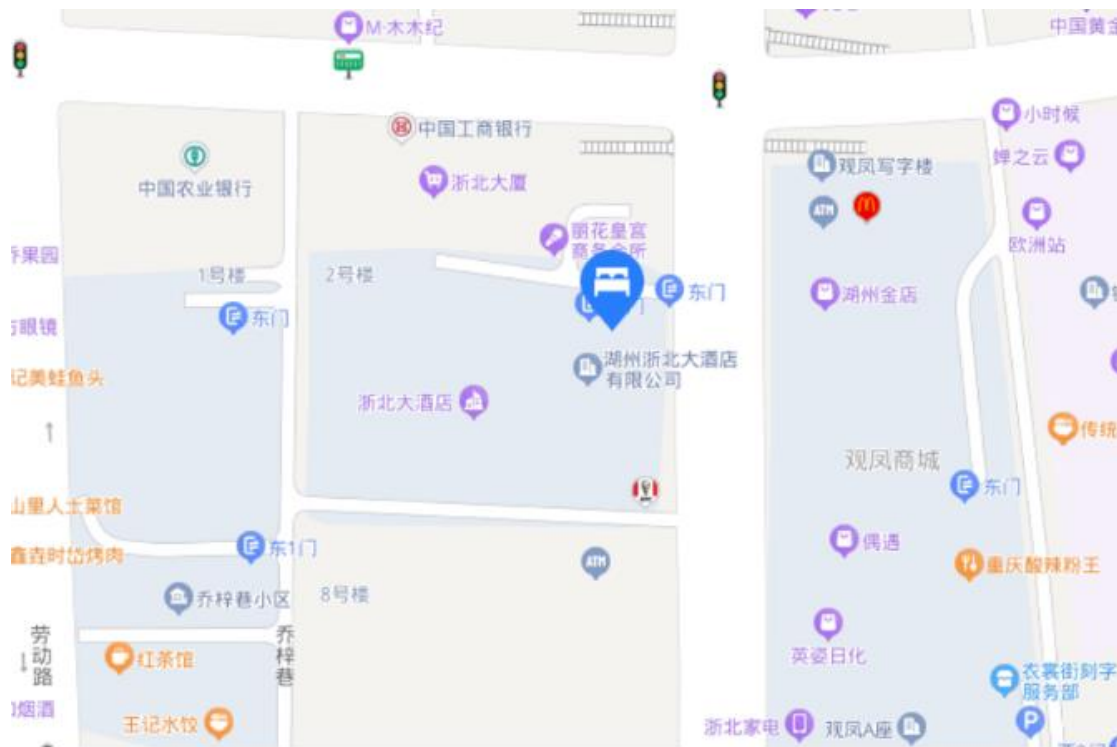 M·木木纪
中国黄金
小时候
中国工商银行
婵之云
观凤写字楼
中国农业银行
浙北大厦
ATM
丽花皇宫
商务会所
欧洲站
乔果园
1号楼
2号楼
东门
湖州金店
东门
方眼镜
湖州浙北大酒店
有限公司
记美蛙鱼头
浙北大酒店
传统
观凤商城
东门
山里人土菜馆
东1门
偶遇
鑫垚时岱烤肉
ATM
重庆酸辣粉王
乔梓巷小区
8号楼
劳动路
乔梓巷
红茶馆
英姿日化
衣裳街刻字
服务部
烟酒
王记水饺
浙北家电
观凤A座
P